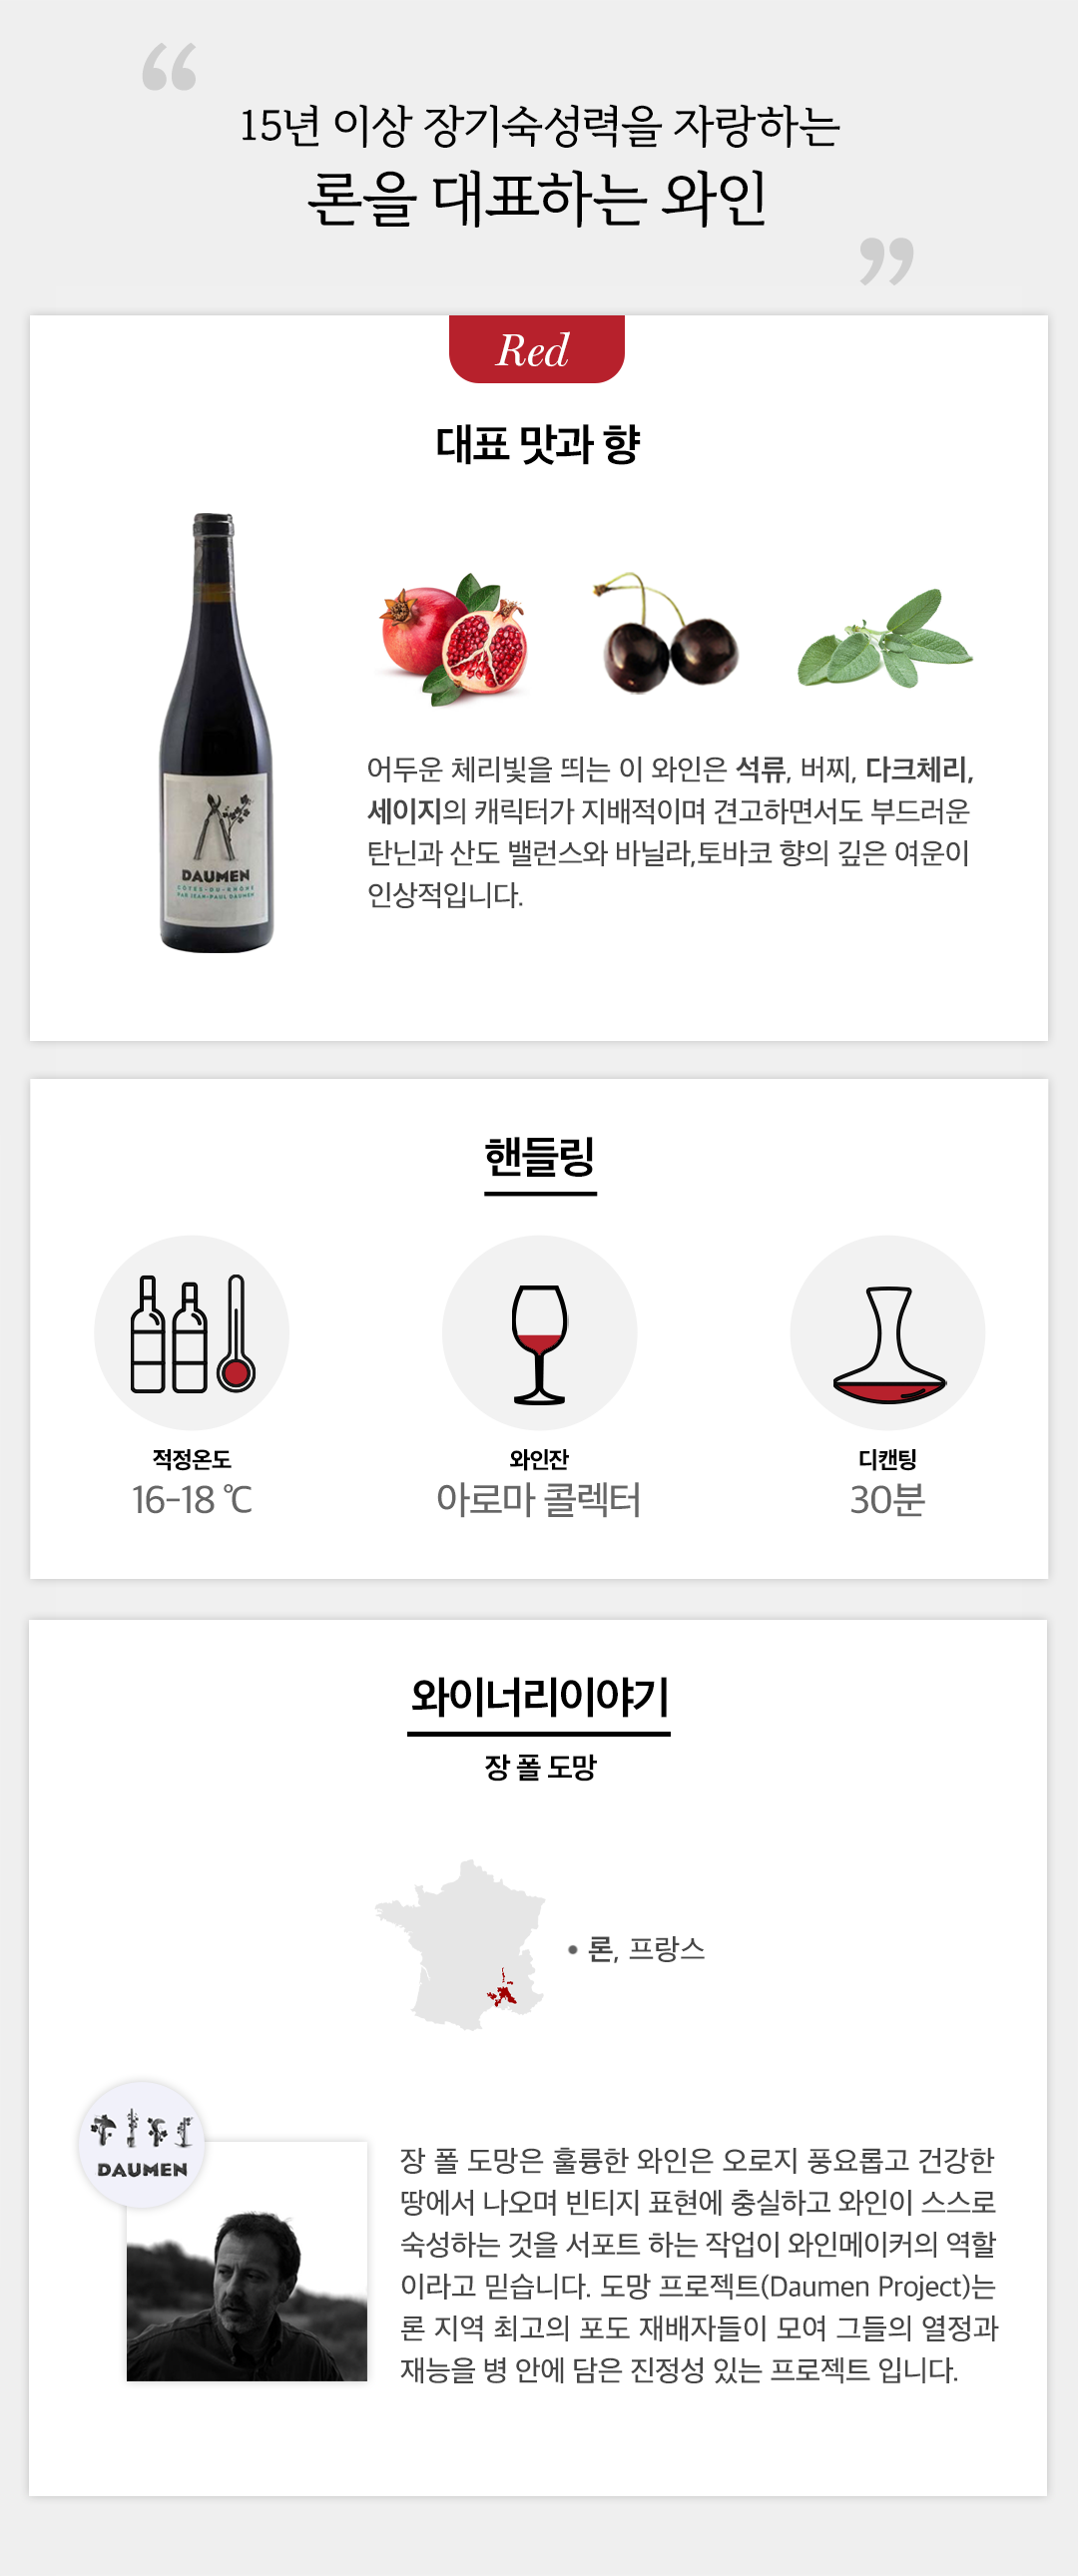 “
15년 이상 장기숙성력을 자랑하는
론을 대표하는 와인
”
Red
대표 맛과 향
DAUMEN
CÔTES-DU-RHÔNE
PAR JEAN-PAUL DAUMEN
어두운 체리빛을 띄는 이 와인은 석류, 버찌, 다크체리,
세이지의 캐릭터가 지배적이며 견고하면서도 부드러운
탄닌과 산도 밸런스와 바닐라,토바코 향의 깊은 여운이
인상적입니다.
핸들링
적정온도
16-18 ℃
와인잔
아로마 콜렉터
디캔팅
30분
와이너리이야기
장 폴 도망
• 론, 프랑스
DAUMEN
장 폴 도망은 훌륭한 와인은 오로지 풍요롭고 건강한
땅에서 나오며 빈티지 표현에 충실하고 와인이 스스로
숙성하는 것을 서포트 하는 작업이 와인메이커의 역할
이라고 믿습니다. 도망 프로젝트(Daumen Project)는
론 지역 최고의 포도 재배자들이 모여 그들의 열정과
재능을 병 안에 담은 진정성 있는 프로젝트 입니다.